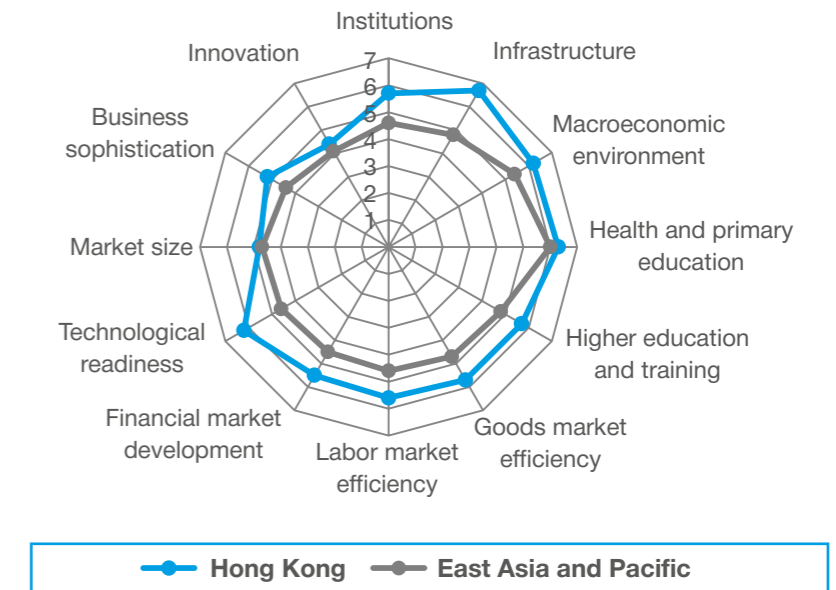 Institutions
Innovation
Infrastructure
7
6
5
4
3
2
1
Business
sophistication
Macroeconomic
environment
Market size
Health and primary
education
Technological
readiness
Higher education
and training
Financial market
development
Goods market
efficiency
Labor market
efficiency
Hong Kong
East Asia and Pacific